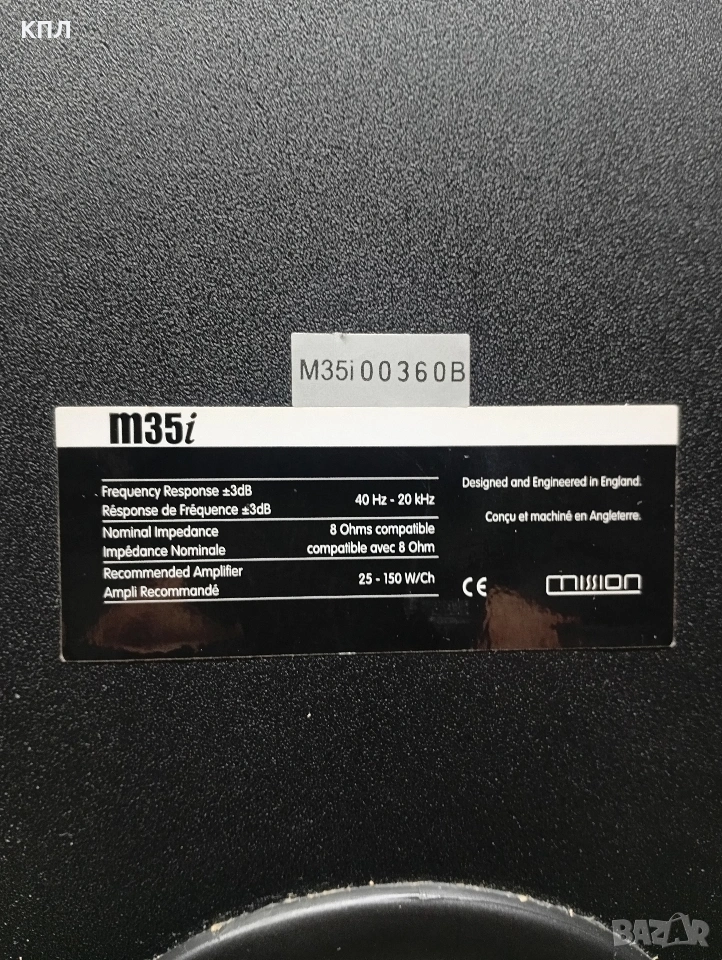 КПЛ
M35i00360B
m35i
Frequency Response ±3dB
Résponse de Fréquence ±3dB
40 Hz - 20 kHz
Nominal Impedance
Impédance Nominale
8 Ohms compatible
compatible avec 8 Ohm
Recommended Amplifier
Ampli Recommandé
25 - 150 W/Ch
Designed and Engineered in England.
Conçu et machiné en Angleterre.
CE
mission
BAZAR